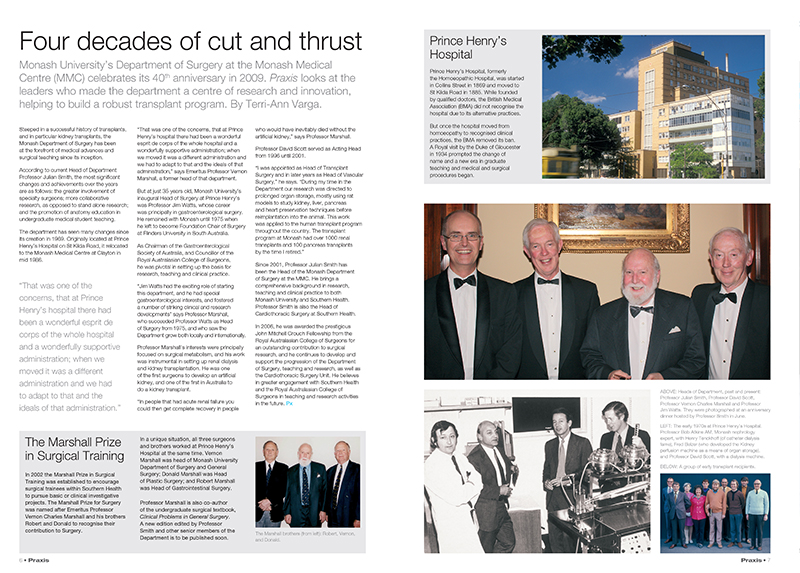 Four decades of cut and thrust
Monash University's Department of Surgery at the Monash Medical
Centre (MMC) celebrates its 40th anniversary in 2009. Praxis looks at the
leaders who made the department a centre of research and innovation,
helping to build a robust transplant program. By Terri-Ann Varga.
Steeped in a successful history of transplants,
and in particular kidney transplants, the
Monash Department of Surgery has been
at the forefront of medical advances and
surgical teaching since its inception.
According to current Head of Department
Professor Julian Smith, the most significant
changes and achievements over the years
are as follows: the greater involvement of
specialty surgeons; more collaborative
research, as opposed to stand alone research;
and the promotion of anatomy education in
undergraduate medical student teaching.
The department has seen many changes since
its creation in 1969. Originally located at Prince
Henry's Hospital on St Kilda Road, it relocated
to the Monash Medical Centre at Clayton in
mid 1986.
"That was one of the
concerns, that at Prince
Henry's hospital there had
been a wonderful esprit de
corps of the whole hospital
and a wonderfully supportive
administration; when we
moved it was a different
administration and we had
to adapt to that and the
ideals of that administration."
"That was one of the concerns, that at Prince
Henry's hospital there had been a wonderful
esprit de corps of the whole hospital and a
wonderfully supportive administration; when
we moved it was a different administration and
we had to adapt to that and the ideals of that
administration," says Emeritus Professor Vernon
Marshall, a former head of that department.
But at just 35 years old, Monash University's
inaugural Head of Surgery at Prince Henry's
was Professor Jim Watts, whose career
was principally in gastroenterological surgery.
He remained with Monash until 1975 when
he left to become Foundation Chair of Surgery
at Flinders University in South Australia.
As Chairman of the Gastroenterological
Society of Australia, and Councillor of the
Royal Australasian College of Surgeons,
he was pivotal in setting up the basis for
research, teaching and clinical practice.
"Jim Watts had the exciting role of starting
this department, and he had special
gastroenterological interests, and fostered
a number of striking clinical and research
developments" says Professor Marshall,
who succeeded Professor Watts as Head
of Surgery from 1975, and who saw the
Department grow both locally and internationally.
Professor Marshall's interests were principally
focused on surgical metabolism, and his work
was instrumental in setting up renal dialysis
and kidney transplantation. He was one
of the first surgeons to develop an artificial
kidney, and one of the first in Australia to
do a kidney transplant.
"In people that had acute renal failure you
could then get complete recovery in people
who would have inevitably died without the
artificial kidney," says Professor Marshall.
Professor David Scott served as Acting Head
from 1996 until 2001.
"I was appointed as Head of Transplant
Surgery and in later years as Head of Vascular
Surgery," he says. "During my time in the
Department our research was directed to
prolonged organ storage, mostly using rat
models to study kidney, liver, pancreas
and heart preservation techniques before
reimplantation into the animal. This work
was applied to the human transplant program
throughout the country. The transplant
program at Monash had over 1000 renal
transplants and 100 pancreas transplants
by the time I retired."
Since 2001, Professor Julian Smith has
been the Head of the Monash Department
of Surgery at the MMC. He brings a
comprehensive background in research,
teaching and clinical practice to both
Monash University and Southern Health.
Professor Smith is also the Head of
Cardiothoracic Surgery at Southern Health.
In 2006, he was awarded the prestigious
John Mitchell Crouch Fellowship from the
Royal Australasian College of Surgeons for
an outstanding contribution to surgical
research, and he continues to develop and
support the progression of the Department
of Surgery, teaching and research, as well as
the Cardiothoracic Surgery Unit. He believes
in greater engagement with Southern Health
and the Royal Australasian College of
Surgeons in teaching and research activities
in the future. Px
The Marshall Prize
in Surgical Training
In 2002 the Marshall Prize in Surgical
Training was established to encourage
surgical trainees within Southern Health
to pursue basic or clinical investigative
projects. The Marshall Prize for Surgery
was named after Emeritus Professor
Vernon Charles Marshall and his brothers
Robert and Donald to recognise their
contribution to Surgery.
In a unique situation, all three surgeons
and brothers worked at Prince Henry's
Hospital at the same time. Vernon
Marshall was head of Monash University
Department of Surgery and General
Surgery; Donald Marshall was Head
of Plastic Surgery; and Robert Marshall
was Head of Gastrointestinal Surgery.
Professor Marshall is also co-author
of the undergraduate surgical textbook,
Clinical Problems in General Surgery.
A new edition edited by Professor
Smith and other senior members of the
Department is to be published soon.
The Marshall brothers (from left) Robert, Vernon,
and Donald
6 • Praxis
Prince Henry's
Hospital
Prince Henry's Hospital, formerly
the Homoeopathic Hospital, was started
in Collins Street in 1869 and moved to
St Kilda Road in 1885. While founded
by qualified doctors, the British Medical
Association (BMA) did not recognise the
hospital due to its alternative practices.
But once the hospital moved from
homoeopathy to recognised clinical
practices, the BMA removed its ban.
A Royal visit by the Duke of Gloucester
in 1934 prompted the change of
name and a new era in graduate
teaching and medical and surgical
procedures began.
ABOVE: Heads of Department, past and present:
Professor Julian Smith, Professor David Scott,
Professor Vernon Charles Marshall and Professor
Jim Watts. They were photographed at an anniversary
dinner hosted by Professor Smith in June.
LEFT: The early 1970s at Prince Henry's Hospital:
Professor Bob Atkins AM, Monash nephrology
expert, with Henry Tenckhoff (of catheter dialysis
fame), Fred Belzer (who developed the Kidney
perfusion machine as a means of organ storage),
and Professor David Scott, with a dialysis machine.
BELOW: A group of early transplant recipients.
Praxis • 7